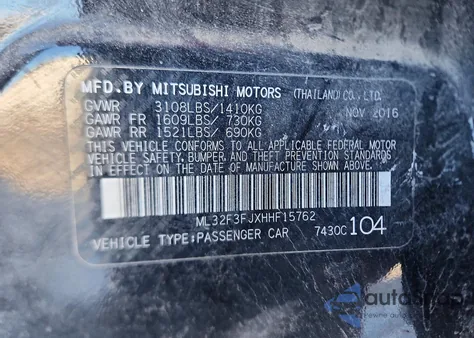 MFD.BY MITSUBISHI MOTORS (THAILAND) CO., LTD.
GVWR 3108LBS/1410KG NOV 2016
GAWR FR 1609LBS/ 730KG
GAWR RR 1521LBS/ 690KG
THIS VEHICLE CONFORMS TO ALL APPLICABLE FEDERAL MOTOR
VEHICLE SAFETY, BUMPER, AND THEFT PREVENTION STANDARDS
IN EFFECT ON THE DATE OF MANUFACTURE SHOWN ABOVE.
ML32F3FJXHHF15762
VEHICLE TYPE:PASSENGER CAR 7430C 104